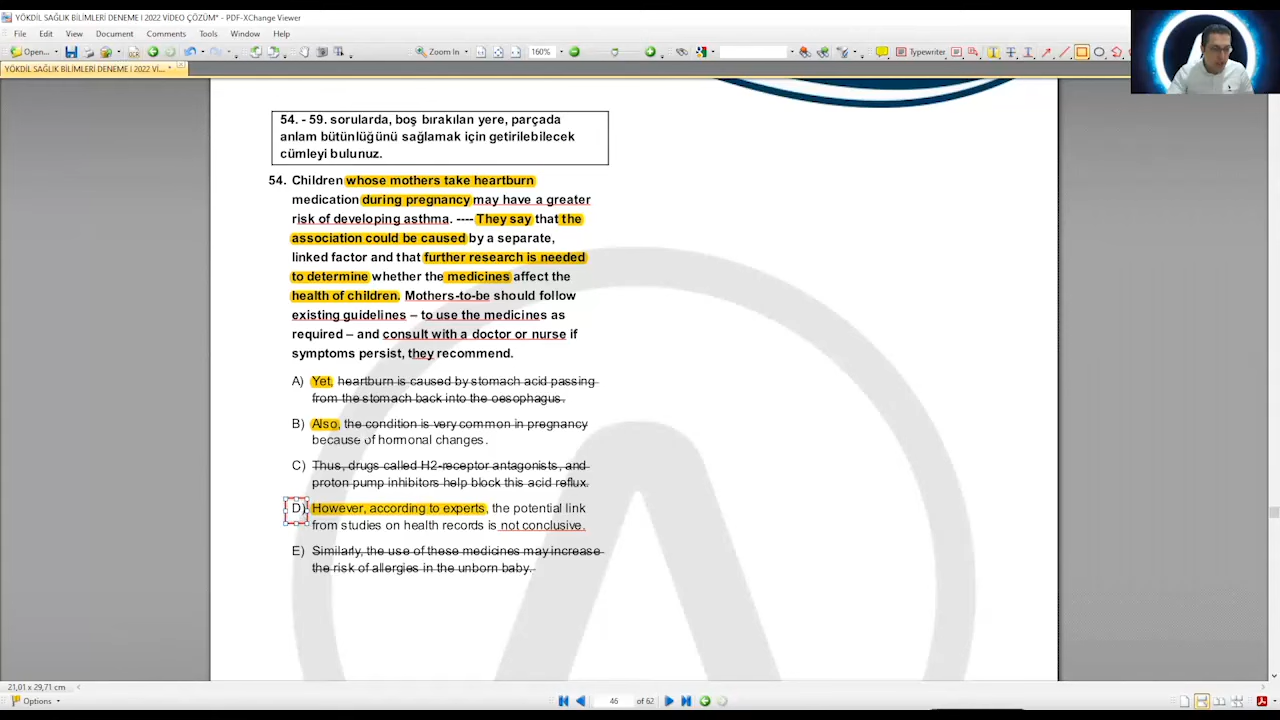 YÖKDİL SAĞLIK BİLİMLERİ DENEME I 2022 VİDEO ÇÖZÜM* - PDF-XChange Viewer
File Edit View Document Comments Tools Window Help
Open... Zoom In 160% Typewriter
YÖKDİL SAĞLIK BİLİMLERİ DENEME I 2022 Vİ... *
54. - 59. sorularda, boş bırakılan yere, parçada
anlam bütünlüğünü sağlamak için getirilebilecek
cümleyi bulunuz.
54. Children whose mothers take heartburn
medication during pregnancy may have a greater
risk of developing asthma. ---- They say that the
association could be caused by a separate,
linked factor and that further research is needed
to determine whether the medicines affect the
health of children. Mothers-to-be should follow
existing guidelines – to use the medicines as
required – and consult with a doctor or nurse if
symptoms persist, they recommend.
A) Yet, heartburn is caused by stomach acid passing
from the stomach back into the oesophagus.
B) Also, the condition is very common in pregnancy
because of hormonal changes.
C) Thus, drugs called H2-receptor antagonists, and
proton pump inhibitors help block this acid reflux.
D) However, according to experts, the potential link
from studies on health records is not conclusive.
E) Similarly, the use of these medicines may increase
the risk of allergies in the unborn baby.
21,01 x 29,71 cm
Options 46 of 62